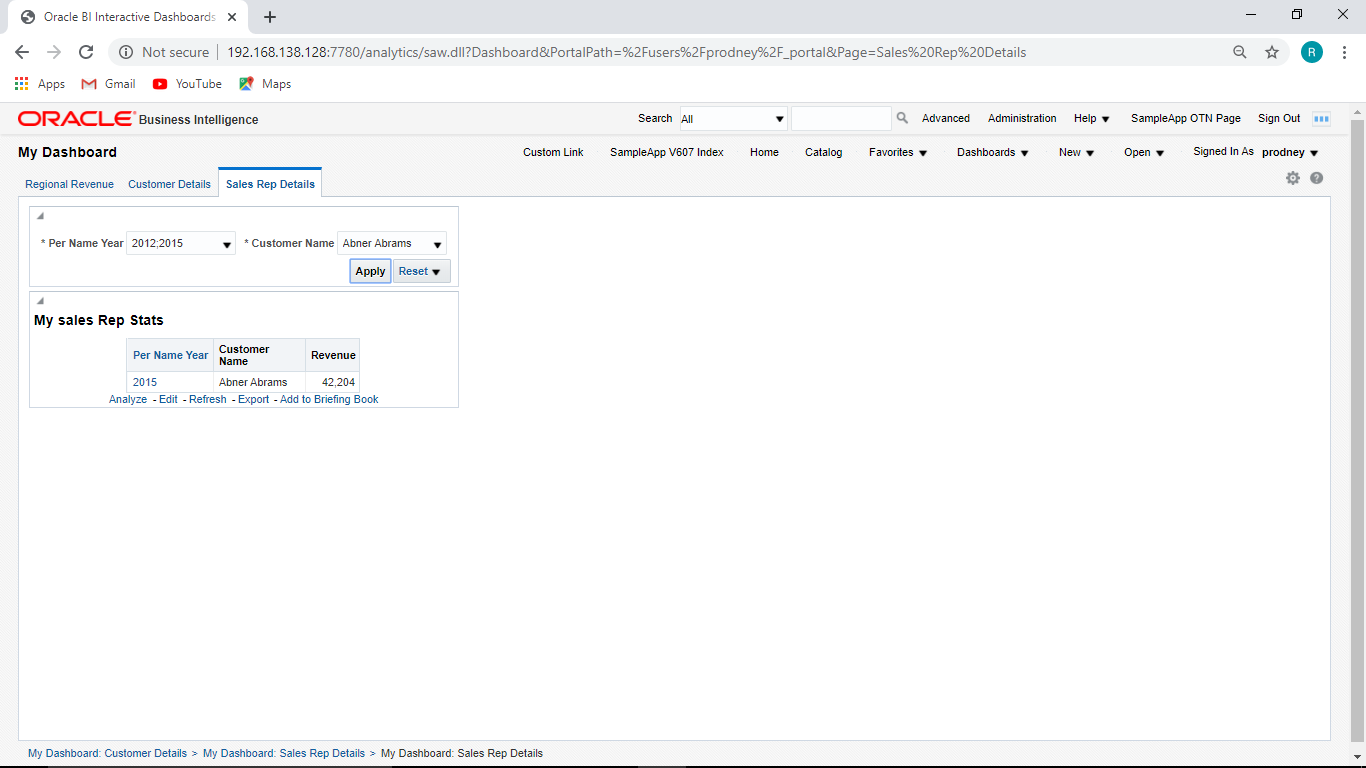 Oracle BI Interactive Dashboards
Not secure 192.168.138.128:7780/analytics/saw.dll?Dashboard&PortalPath=%2Fusers%2Fprodney%2F_portal&Page=Sales%20Rep%20Details R
Apps Gmail YouTube Maps
ORACLE Business Intelligence Search All Advanced Administration Help SampleApp OTN Page Sign Out
My Dashboard Custom Link SampleApp V607 Index Home Catalog Favorites Dashboards New Open Signed In As prodney
Regional Revenue Customer Details Sales Rep Details
* Per Name Year 2012;2015 * Customer Name Abner Abrams
Apply Reset
My sales Rep Stats
Per Name Year Customer Name Revenue
2015 Abner Abrams 42,204
Analyze - Edit - Refresh - Export - Add to Briefing Book
My Dashboard: Customer Details > My Dashboard: Sales Rep Details > My Dashboard: Sales Rep Details